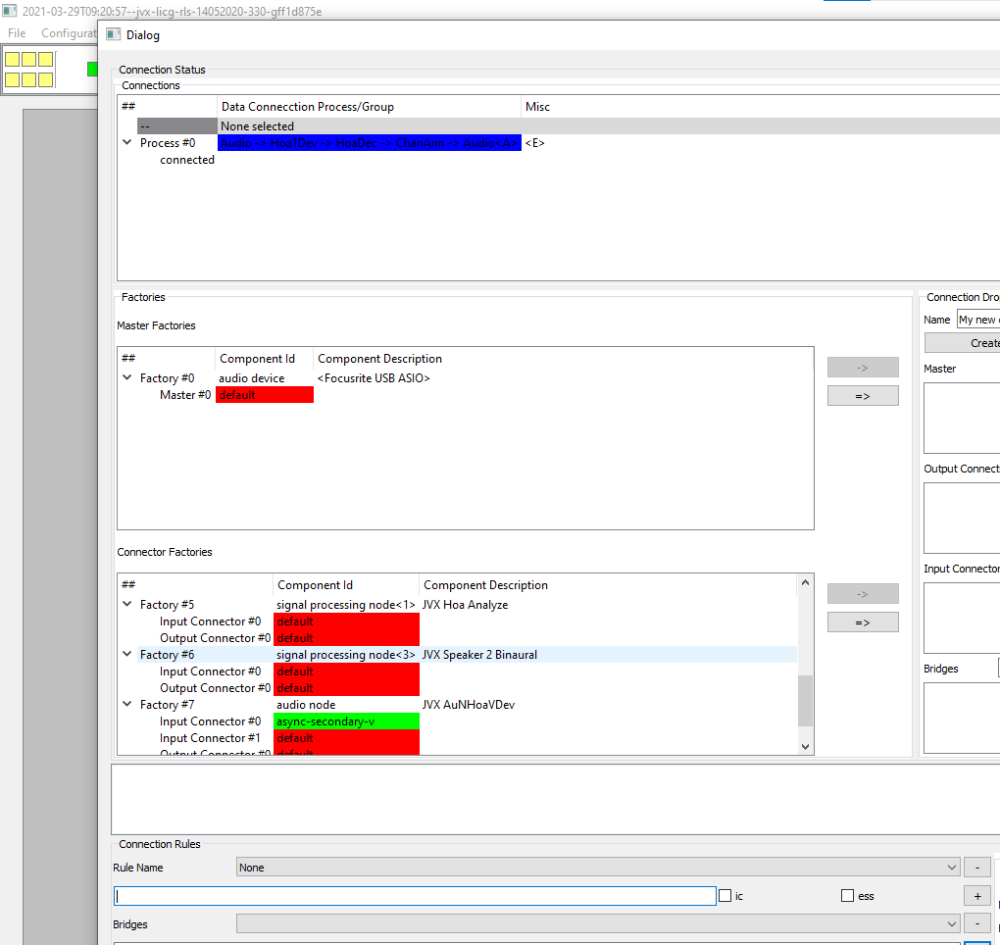 2021-03-29T09:20:57--jvx-licg-rls-14052020-330-gff1d875e
File Configurat
Dialog
Connection Status
Connections
## Data Connecction Process/Group Misc
-- None selected
Process #0 Audio -> Hoa1Dev -> HoaDec -> ChanAnn -> Audio<A> <E>
connected
Factories
Master Factories
## Component Id Component Description
Factory #0 audio device <Focusrite USB ASIO>
Master #0 default
->
=>
Connection Dro
Name My new
Create
Master
Output Connect
Input Connector
Bridges
Connector Factories
## Component Id Component Description
Factory #5 signal processing node<1> JVX Hoa Analyze
Input Connector #0 default
Output Connector #0 default
Factory #6 signal processing node<3> JVX Speaker 2 Binaural
Input Connector #0 default
Output Connector #0 default
Factory #7 audio node JVX AuNHoaVDev
Input Connector #0 async-secondary-v
Input Connector #1 default
Output Connector #0 default
->
=>
Connection Rules
Rule Name None -
ic ess +
Bridges -